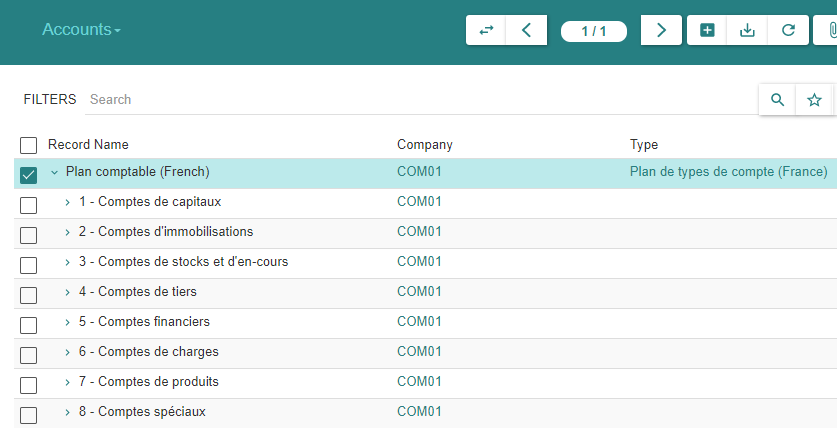 Accounts
1 / 1
FILTERS Search
Record Name Company Type
Plan comptable (French) COM01 Plan de types de compte (France)
1 - Comptes de capitaux COM01
2 - Comptes d'immobilisations COM01
3 - Comptes de stocks et d'en-cours COM01
4 - Comptes de tiers COM01
5 - Comptes financiers COM01
6 - Comptes de charges COM01
7 - Comptes de produits COM01
8 - Comptes spéciaux COM01